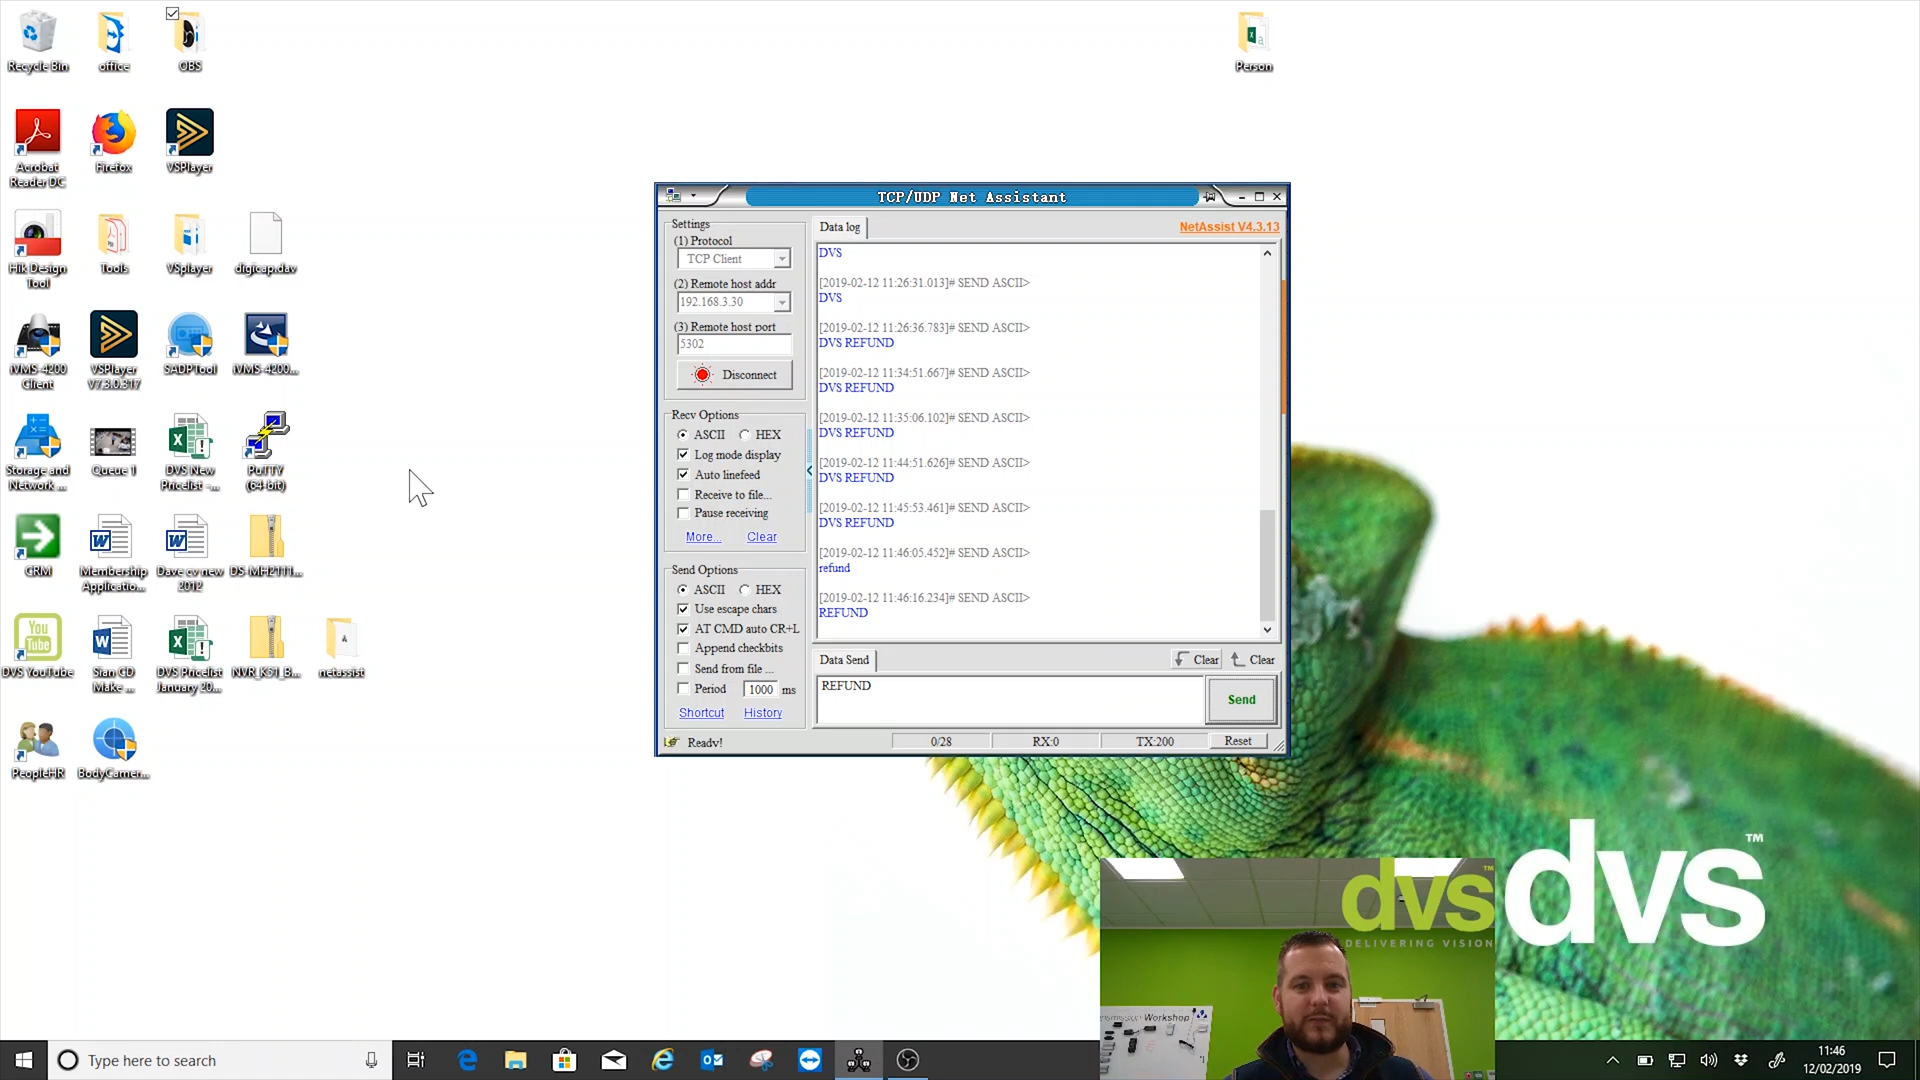 Recycle Bin
office
OBS
Person
Acrobat
Reader DC
Firefox
VSPlayer
Hik Design
Tool
Tools
VSplayer
digicap.dav
iVMS-4200
Client
VSPlayer
V7.3.0.317
SADPTool
iVMS-4200...
Storage and
Network ...
Queue 1
DVS New
Pricelist -...
PuTTY
(64-bit)
CRM
Membership
Applicatio...
Dave cv new
2012
DS-MH2111...
You
Tube
DVS YouTube
Sian CD
Make ...
DVS Pricelist
January 20...
NVR_K51_B...
netassist
PeopleHR
BodyCamer...
TCP/UDP Net Assistant
Settings
(1) Protocol
TCP Client
(2) Remote host addr
192.168.3.30
(3) Remote host port
5302
Disconnect
Recv Options
ASCII
HEX
Log mode display
Auto linefeed
Receive to file...
Pause receiving
More...
Clear
Send Options
ASCII
HEX
Use escape chars
AT CMD auto CR+L
Append checkbits
Send from file ...
Period
1000
ms
Shortcut
History
Data log
NetAssist V4.3.13
DVS
[2019-02-12 11:26:31.013]# SEND ASCII>
DVS
[2019-02-12 11:26:36.783]# SEND ASCII>
DVS REFUND
[2019-02-12 11:34:51.667]# SEND ASCII>
DVS REFUND
[2019-02-12 11:35:06.102]# SEND ASCII>
DVS REFUND
[2019-02-12 11:44:51.626]# SEND ASCII>
DVS REFUND
[2019-02-12 11:45:53.461]# SEND ASCII>
DVS REFUND
[2019-02-12 11:46:05.452]# SEND ASCII>
refund
[2019-02-12 11:46:16.234]# SEND ASCII>
REFUND
Data Send
Clear
Clear
REFUND
Send
Ready!
0/28
RX:0
TX:200
Reset
dvs™
DELIVERING VISION
dvs™
Workshop
Type here to search
11:46
12/02/2019